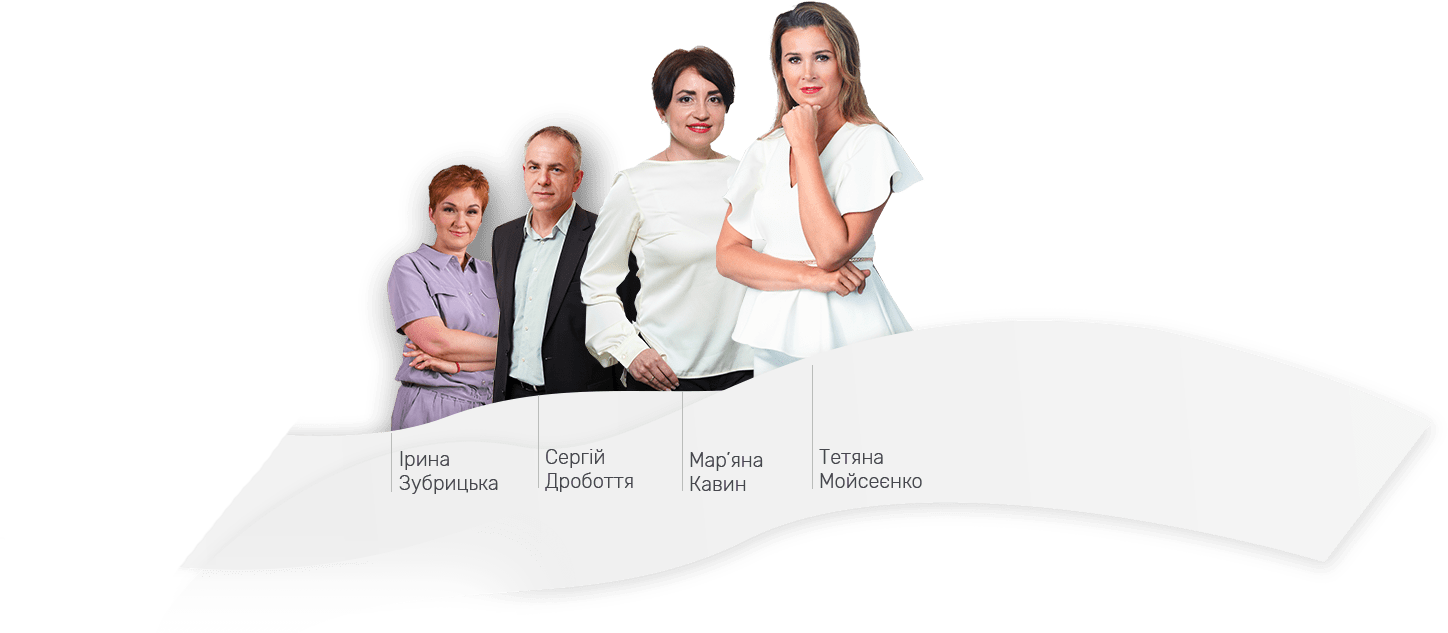 Ірина
Зубрицька
Сергій
Дробоття
Мар’яна
Кавин
Тетяна
Мойсеєнко